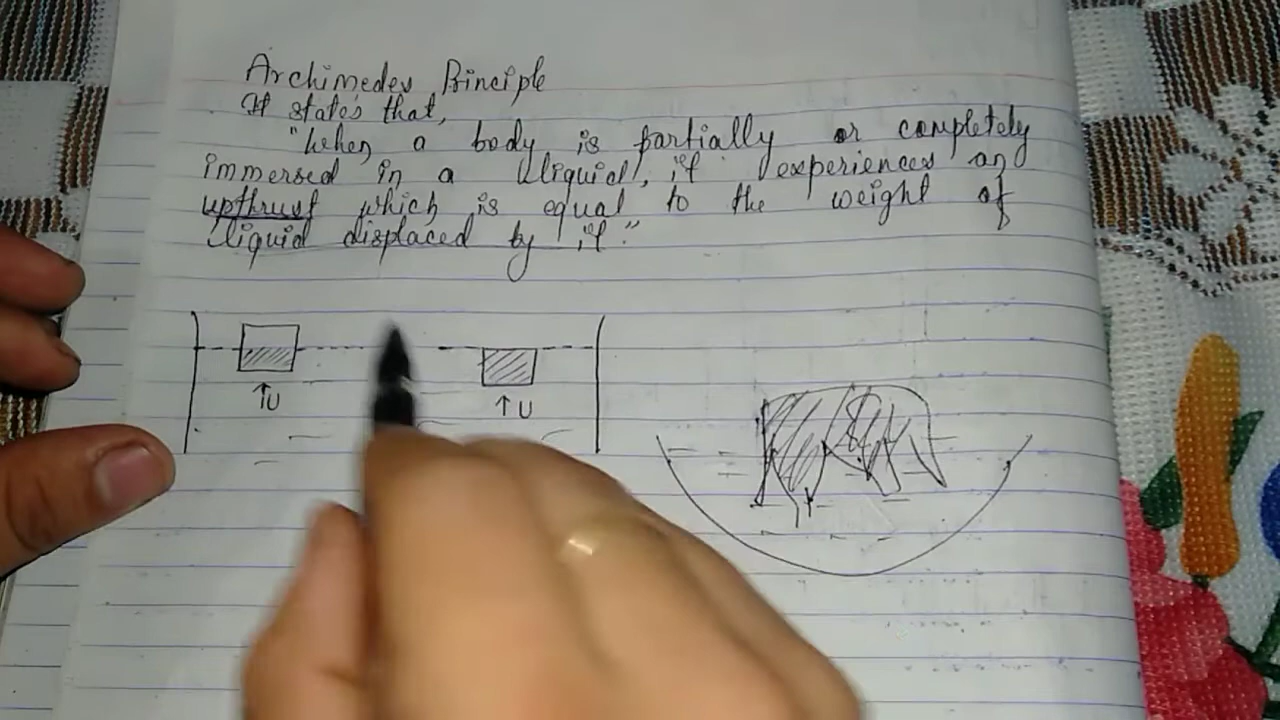 Archimedes Principle
It states that,
"When a body is partially or completely
immersed in a liquid, it experiences an
upthrust which is equal to the weight of
liquid displaced by it."
↑U ↑U